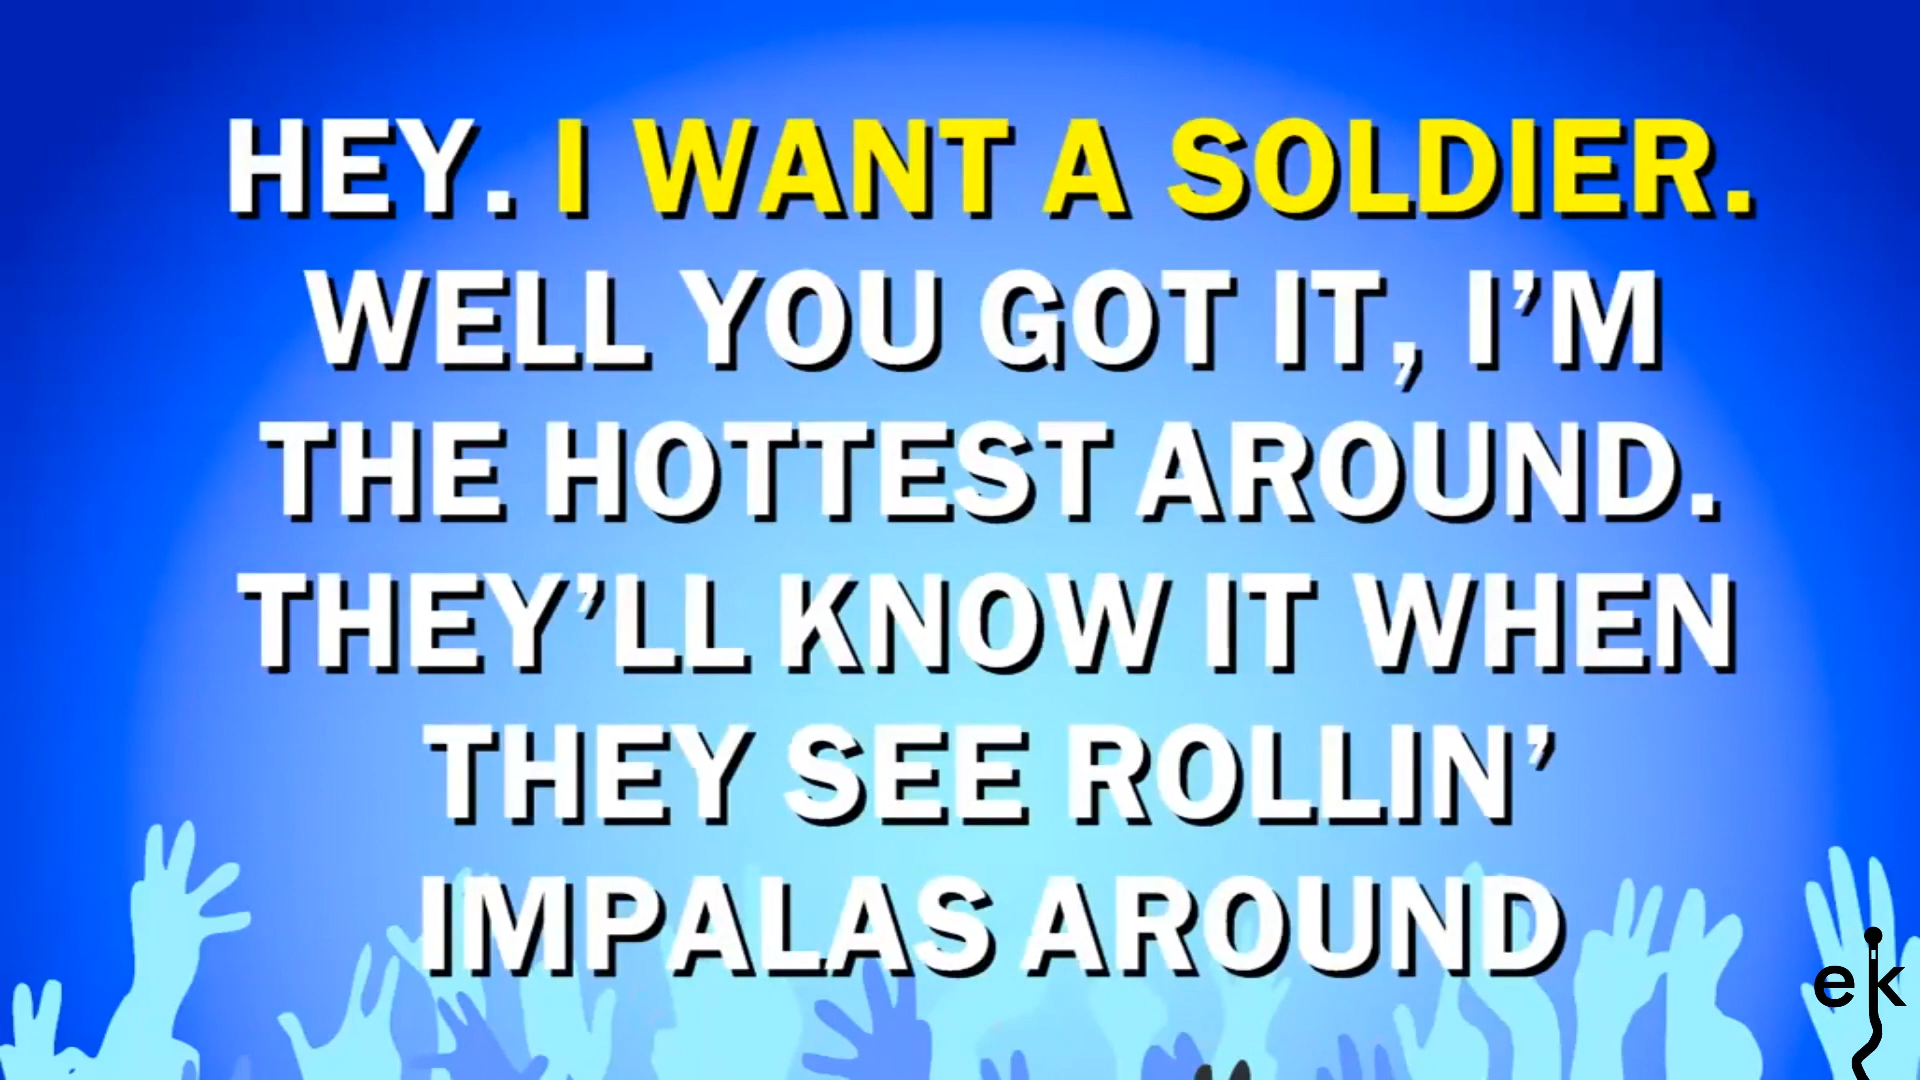 HEY. I WANT A SOLDIER.
WELL YOU GOT IT, I’M
THE HOTTEST AROUND.
THEY’LL KNOW IT WHEN
THEY SEE ROLLIN’
IMPALAS AROUND
ek